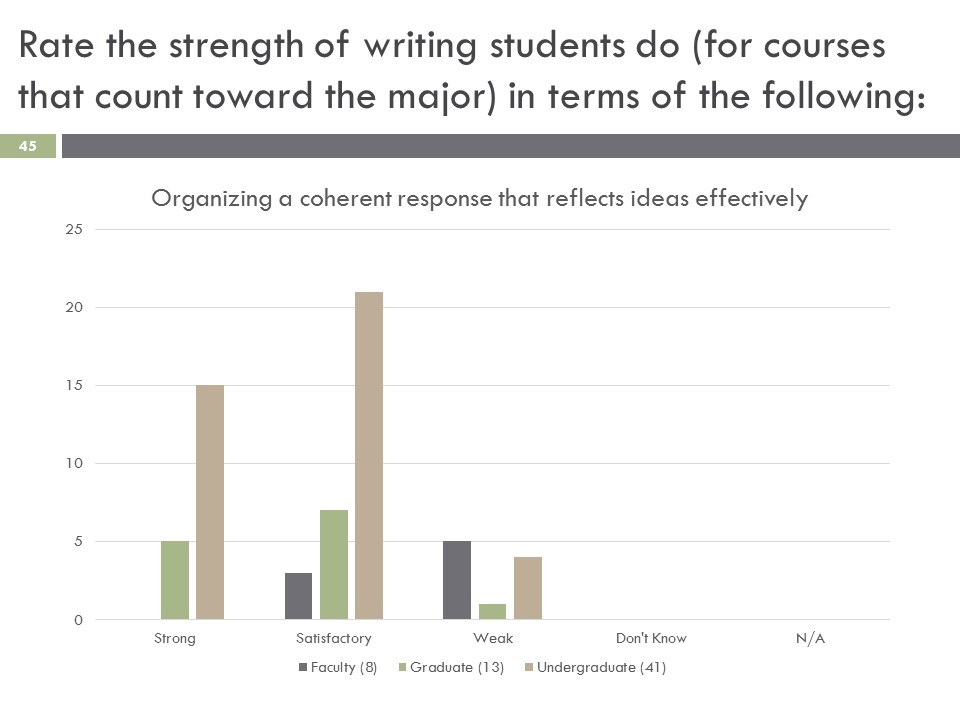 Rate the strength of writing students do (for courses
that count toward the major) in terms of the following:
45
Organizing a coherent response that reflects ideas effectively
25
20
15
10
5
0
Strong Satisfactory Weak Don't Know N/A
Faculty (8) Graduate (13) Undergraduate (41)